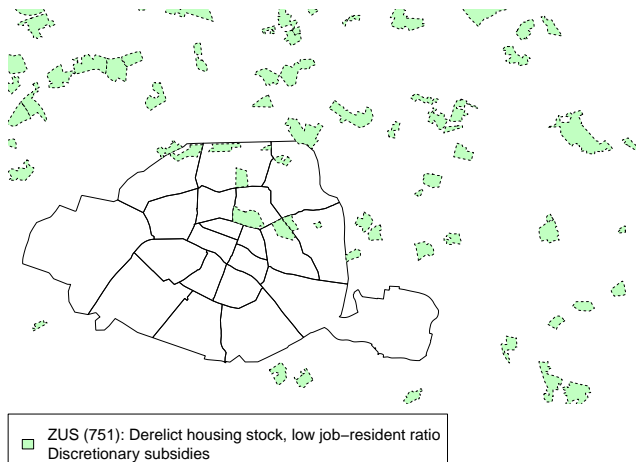 ZUS (751): Derelict housing stock, low job−resident ratio
Discretionary subsidies